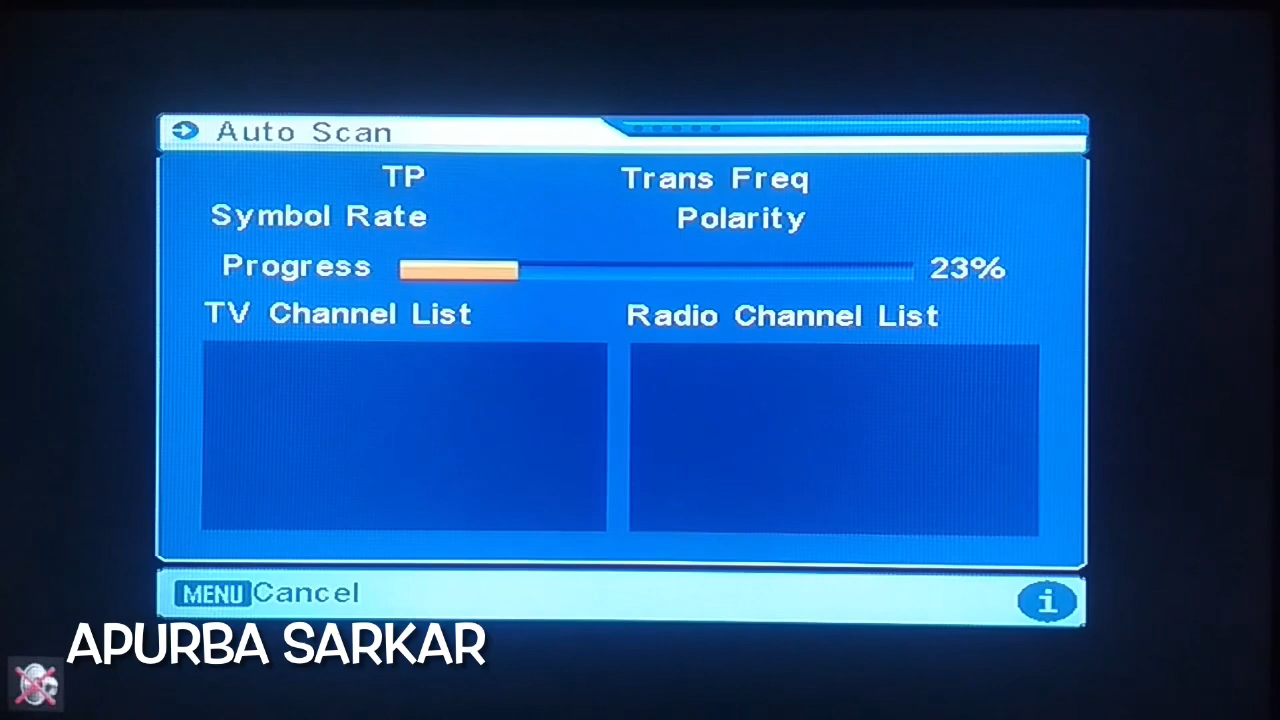 Auto Scan
TP Trans Freq
Symbol Rate Polarity
Progress 23%
TV Channel List Radio Channel List
MENU Cancel i
APURBA SARKAR